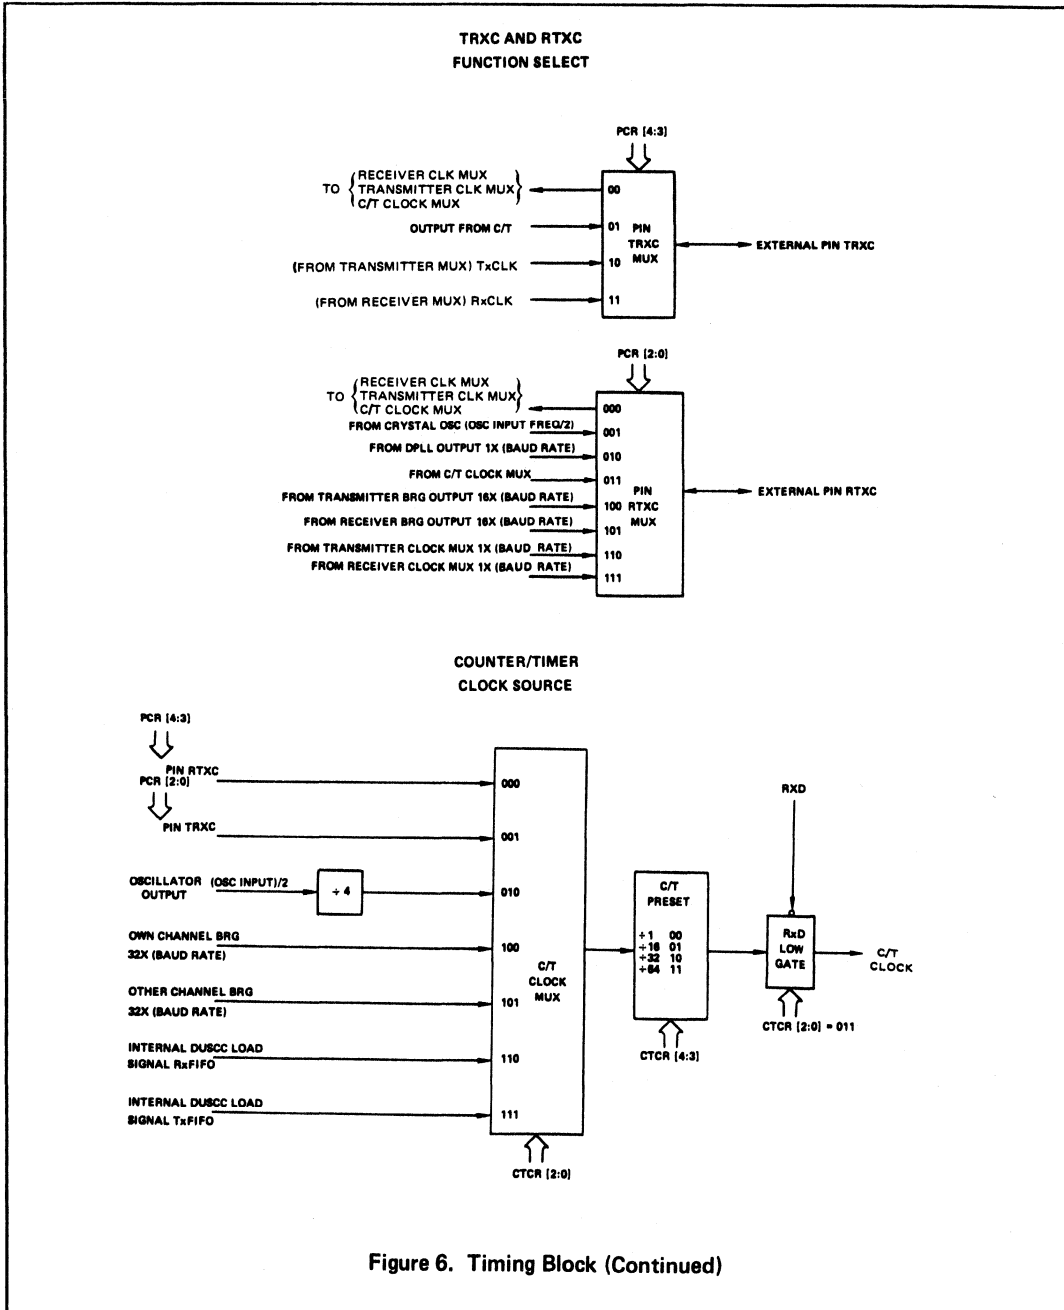 TRXC AND RTXC
FUNCTION SELECT
PCR [4:3]
TO { RECEIVER CLK MUX
TRANSMITTER CLK MUX
C/T CLOCK MUX }
00
OUTPUT FROM C/T
01 PIN
TRXC
MUX
EXTERNAL PIN TRXC
(FROM TRANSMITTER MUX) TxCLK
10
(FROM RECEIVER MUX) RxCLK
11
PCR [2:0]
TO { RECEIVER CLK MUX
TRANSMITTER CLK MUX
C/T CLOCK MUX }
000
FROM CRYSTAL OSC (OSC INPUT FREQ/2)
001
FROM DPLL OUTPUT 1X (BAUD RATE)
010
FROM C/T CLOCK MUX
011
PIN
RTXC
MUX
EXTERNAL PIN RTXC
FROM TRANSMITTER BRG OUTPUT 16X (BAUD RATE)
100
FROM RECEIVER BRG OUTPUT 16X (BAUD RATE)
101
FROM TRANSMITTER CLOCK MUX 1X (BAUD RATE)
110
FROM RECEIVER CLOCK MUX 1X (BAUD RATE)
111
COUNTER/TIMER
CLOCK SOURCE
PCR [4:3]
PIN RTXC
000
PCR [2:0]
PIN TRXC
001
OSCILLATOR
OUTPUT
(OSC INPUT)/2
÷ 4
010
OWN CHANNEL BRG
32X (BAUD RATE)
100
OTHER CHANNEL BRG
32X (BAUD RATE)
101
INTERNAL DUSCC LOAD
SIGNAL RxFIFO
110
INTERNAL DUSCC LOAD
SIGNAL TxFIFO
111
C/T
CLOCK
MUX
CTCR [2:0]
C/T
PRESET
÷1 00
÷16 01
÷32 10
÷64 11
CTCR [4:3]
RXD
RxD
LOW
GATE
CTCR [2:0] = 011
C/T
CLOCK
Figure 6. Timing Block (Continued)